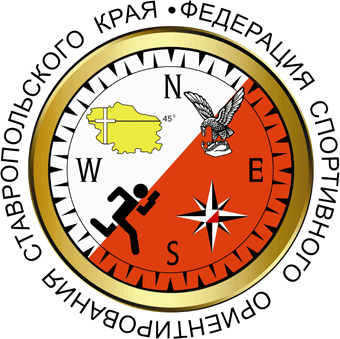 ФЕДЕРАЦИЯ СПОРТИВНОГО ОРИЕНТИРОВАНИЯ СТАВРОПОЛЬСКОГО КРАЯ •
N
45°
W
E
S